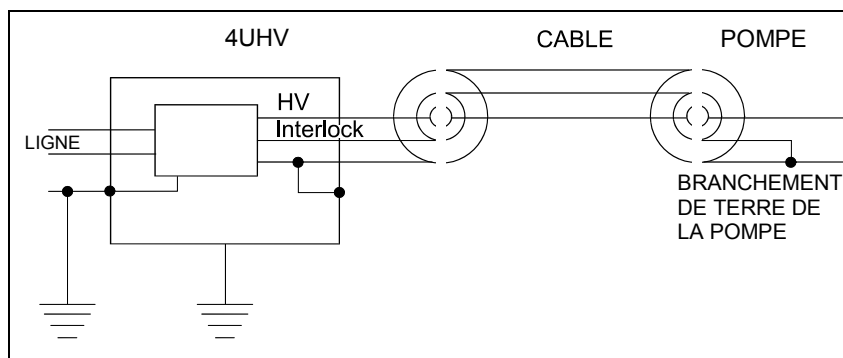 4UHV
CABLE
POMPE
HV
Interlock
LIGNE
BRANCHEMENT
DE TERRE DE
LA POMPE